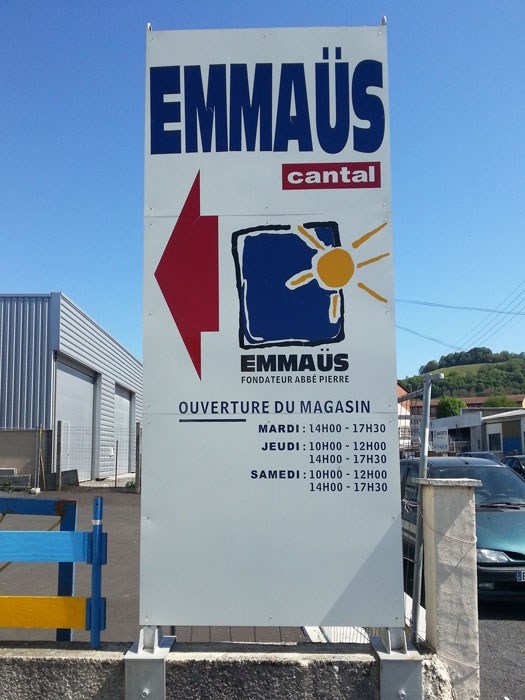 EMMAÜS
cantal
EMMAÜS
FONDATEUR ABBÉ PIERRE
OUVERTURE DU MAGASIN
MARDI : 14H00 - 17H30
JEUDI : 10H00 - 12H00
14H00 - 17H30
SAMEDI : 10H00 - 12H00
14H00 - 17H30